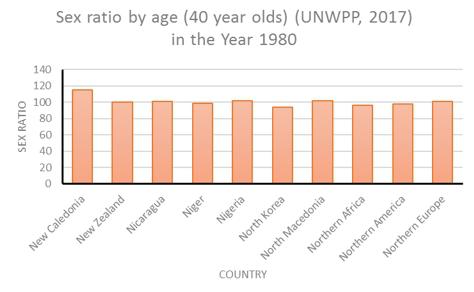 Sex ratio by age (40 year olds) (UNWPP, 2017)
in the Year 1980
140
120
100
80
60
40
20
0
SEX RATIO
New Caledonia
New Zealand
Nicaragua
Niger
Nigeria
North Korea
North Macedonia
Northern Africa
Northern America
Northern Europe
COUNTRY